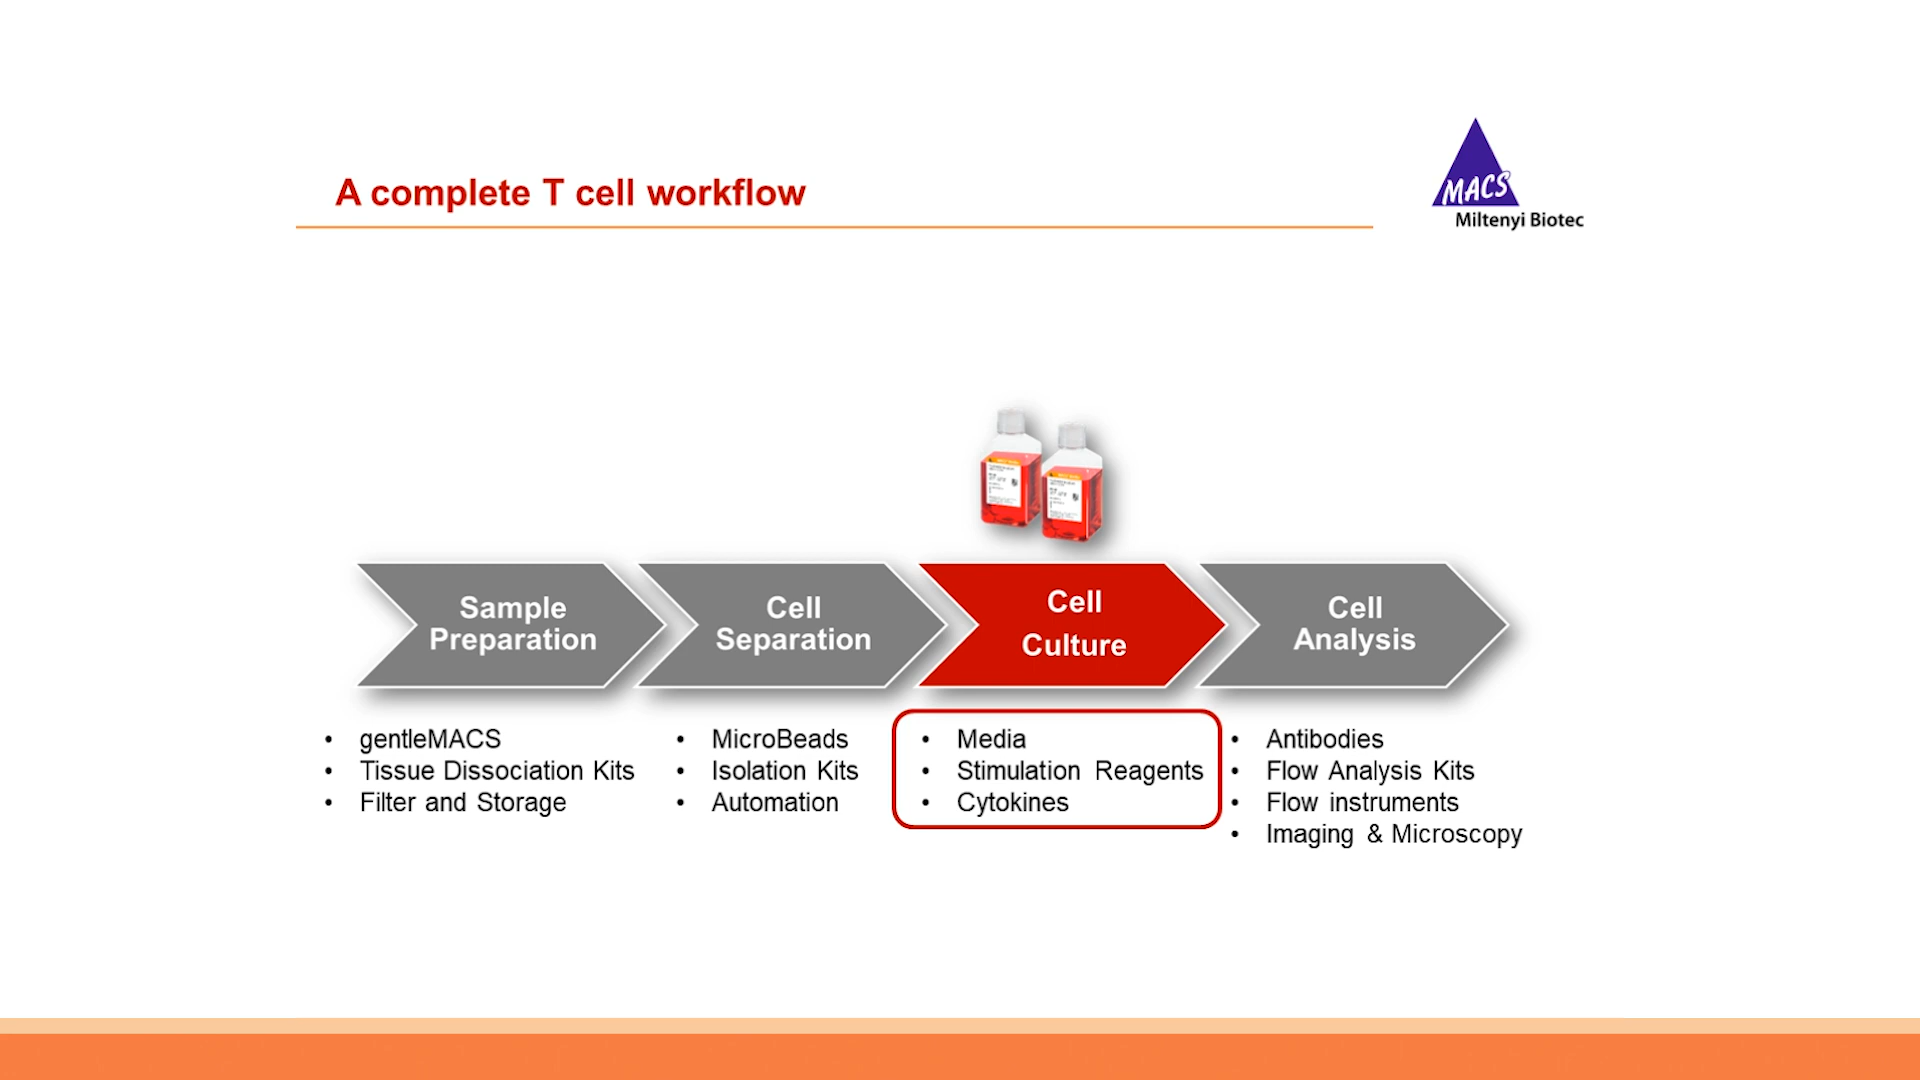 A complete T cell workflow
MACS
Miltenyi Biotec
Sample
Preparation
Cell
Separation
Cell
Culture
Cell
Analysis
• gentleMACS
• Tissue Dissociation Kits
• Filter and Storage
• MicroBeads
• Isolation Kits
• Automation
• Media
• Stimulation Reagents
• Cytokines
• Antibodies
• Flow Analysis Kits
• Flow instruments
• Imaging & Microscopy